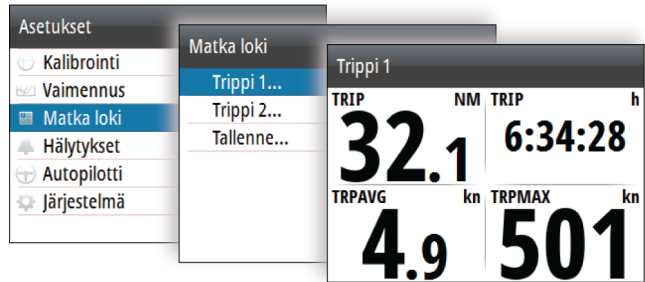 Asetukset
Kalibrointi
Vaimennus
Matka loki
Hälytykset
Autopilotti
Järjestelmä
Matka loki
Trippi 1...
Trippi 2...
Tallenne...
Trippi 1
TRIP NM
32.1
TRIP h
6:34:28
TRPAVG kn
4.9
TRPMAX kn
501